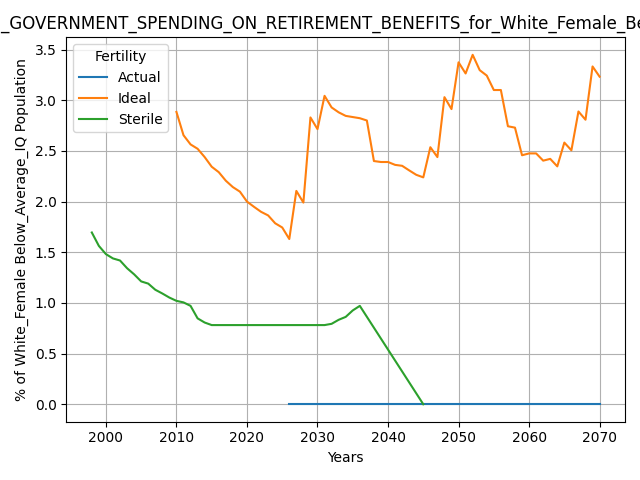 _GOVERNMENT_SPENDING_ON_RETIREMENT_BENEFITS_for_White_Female_Be
Fertility
Actual
Ideal
Sterile
% of White_Female Below_Average_IQ Population
3.5
3.0
2.5
2.0
1.5
1.0
0.5
0.0
2000 2010 2020 2030 2040 2050 2060 2070
Years